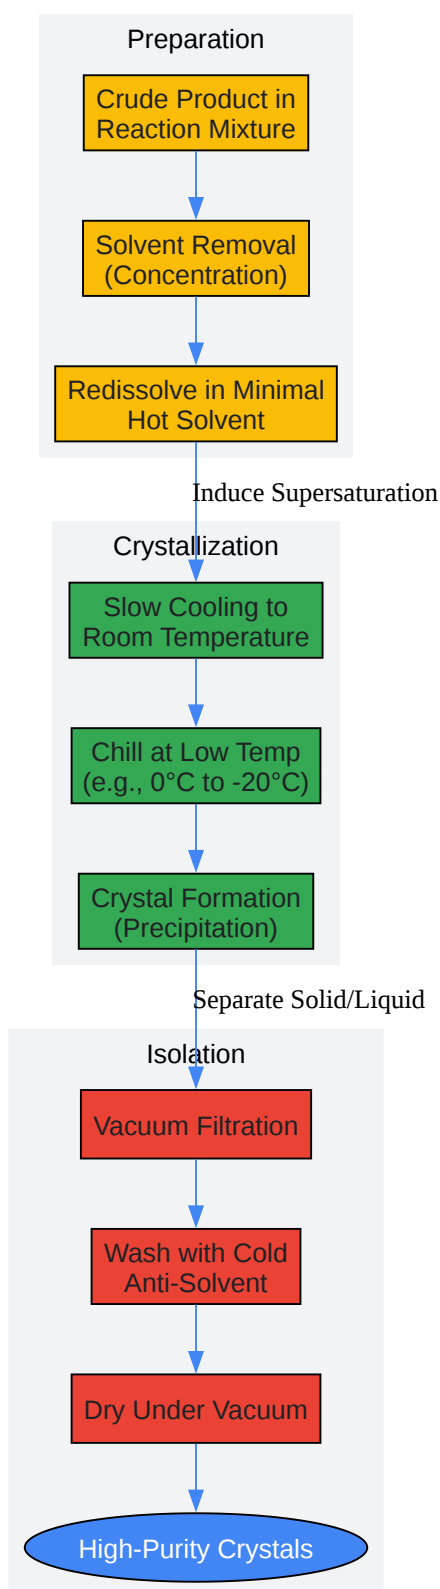 Preparation
Crude Product in
Reaction Mixture
Solvent Removal
(Concentration)
Redissolve in Minimal
Hot Solvent
Induce Supersaturation
Crystallization
Slow Cooling to
Room Temperature
Chill at Low Temp
(e.g., 0°C to -20°C)
Crystal Formation
(Precipitation)
Separate Solid/Liquid
Isolation
Vacuum Filtration
Wash with Cold
Anti-Solvent
Dry Under Vacuum
High-Purity Crystals